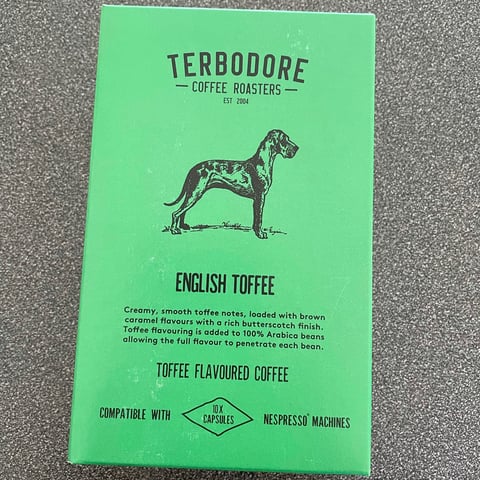 TERBODORE
COFFEE ROASTERS
EST 2004
ENGLISH TOFFEE
Creamy, smooth toffee notes, loaded with brown
caramel flavours with a rich butterscotch finish.
Toffee flavouring is added to 100% Arabica beans
allowing the full flavour to penetrate each bean.
TOFFEE FLAVOURED COFFEE
COMPATIBLE WITH 10X CAPSULES NESPRESSO® MACHINES